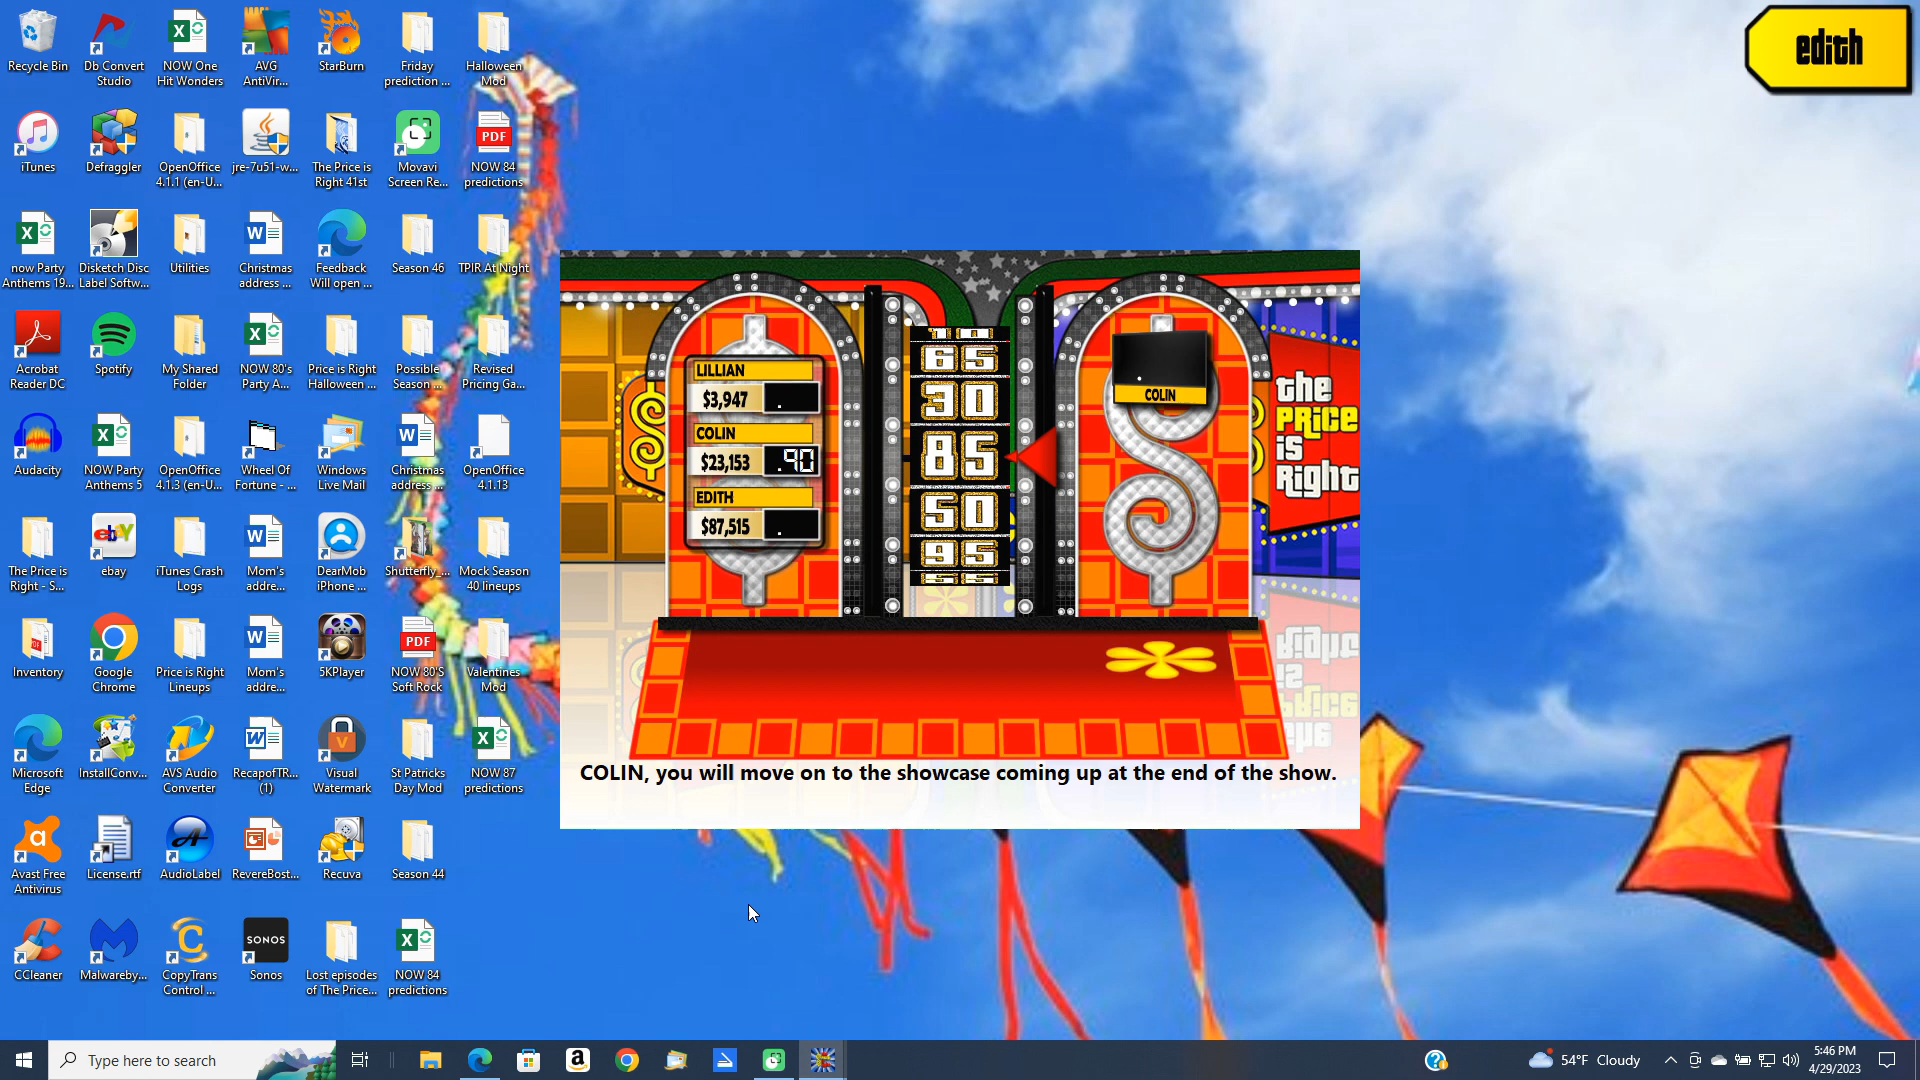 Recycle Bin
Db Convert
Studio
NOW One
Hit Wonders
AVG
AntiVir...
StarBurn
Friday
prediction ...
Halloween
Mod
edith
iTunes
Defraggler
OpenOffice
4.1.1 (en-U...
jre-7u51-w...
The Price is
Right 41st
Movavi
Screen Re...
PDF
NOW 84
predictions
now Party
Anthems 19...
Disketch Disc
Label Softw...
Utilities
Christmas
address ...
Feedback
Will open ...
Season 46
TPIR At Night
Acrobat
Reader DC
Spotify
My Shared
Folder
NOW 80's
Party A...
Price is Right
Halloween ...
Possible
Season ...
Revised
Pricing Ga...
Audacity
NOW Party
Anthems 5
OpenOffice
4.1.3 (en-U...
Wheel Of
Fortune - ...
Windows
Live Mail
Christmas
address ...
OpenOffice
4.1.13
The Price is
Right - S...
ebay
ebay
iTunes Crash
Logs
Mom's
addre...
DearMob
iPhone ...
Shutterfly_...
Mock Season
40 lineups
Inventory
Google
Chrome
Price is Right
Lineups
Mom's
addre...
5KPlayer
PDF
NOW 80'S
Soft Rock
Valentines
Mod
Microsoft
Edge
InstallConv...
AVS Audio
Converter
RecapofTR...
(1)
Visual
Watermark
St Patricks
Day Mod
NOW 87
predictions
Avast Free
Antivirus
License.rtf
AudioLabel
RevereBost...
Recuva
Season 44
CCleaner
Malwareby...
CopyTrans
Control ...
SONOS
Sonos
Lost episodes
of The Price...
NOW 84
predictions
LILLIAN
$3,947 .
COLIN
$23,153 .90
EDITH
$87,515 .
65
30
85
50
95
.
COLIN
the
PRICE
is
Right
COLIN, you will move on to the showcase coming up at the end of the show.
Type here to search
54°F Cloudy
5:46 PM
4/29/2023